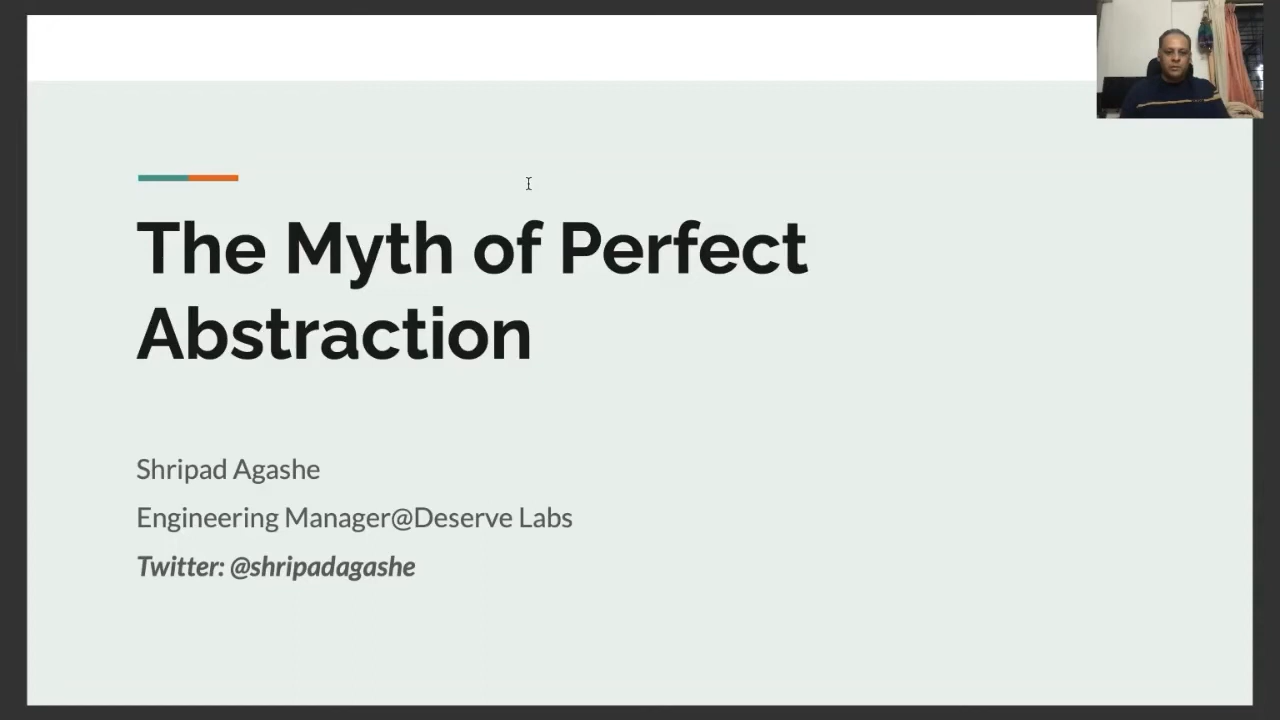 The Myth of Perfect
Abstraction
Shripad Agashe
Engineering Manager@Deserve Labs
Twitter: @shripadagashe